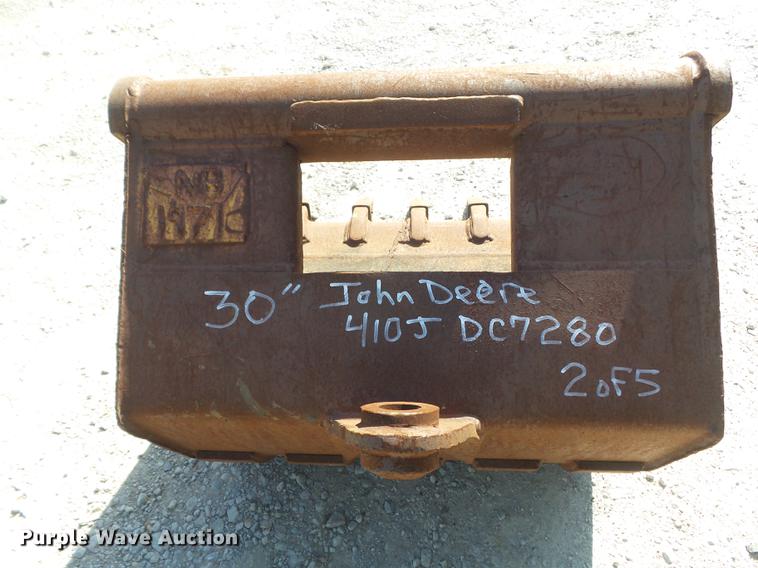 30" John Deere
410J DC7280
2 of 5
Purple Wave Auction